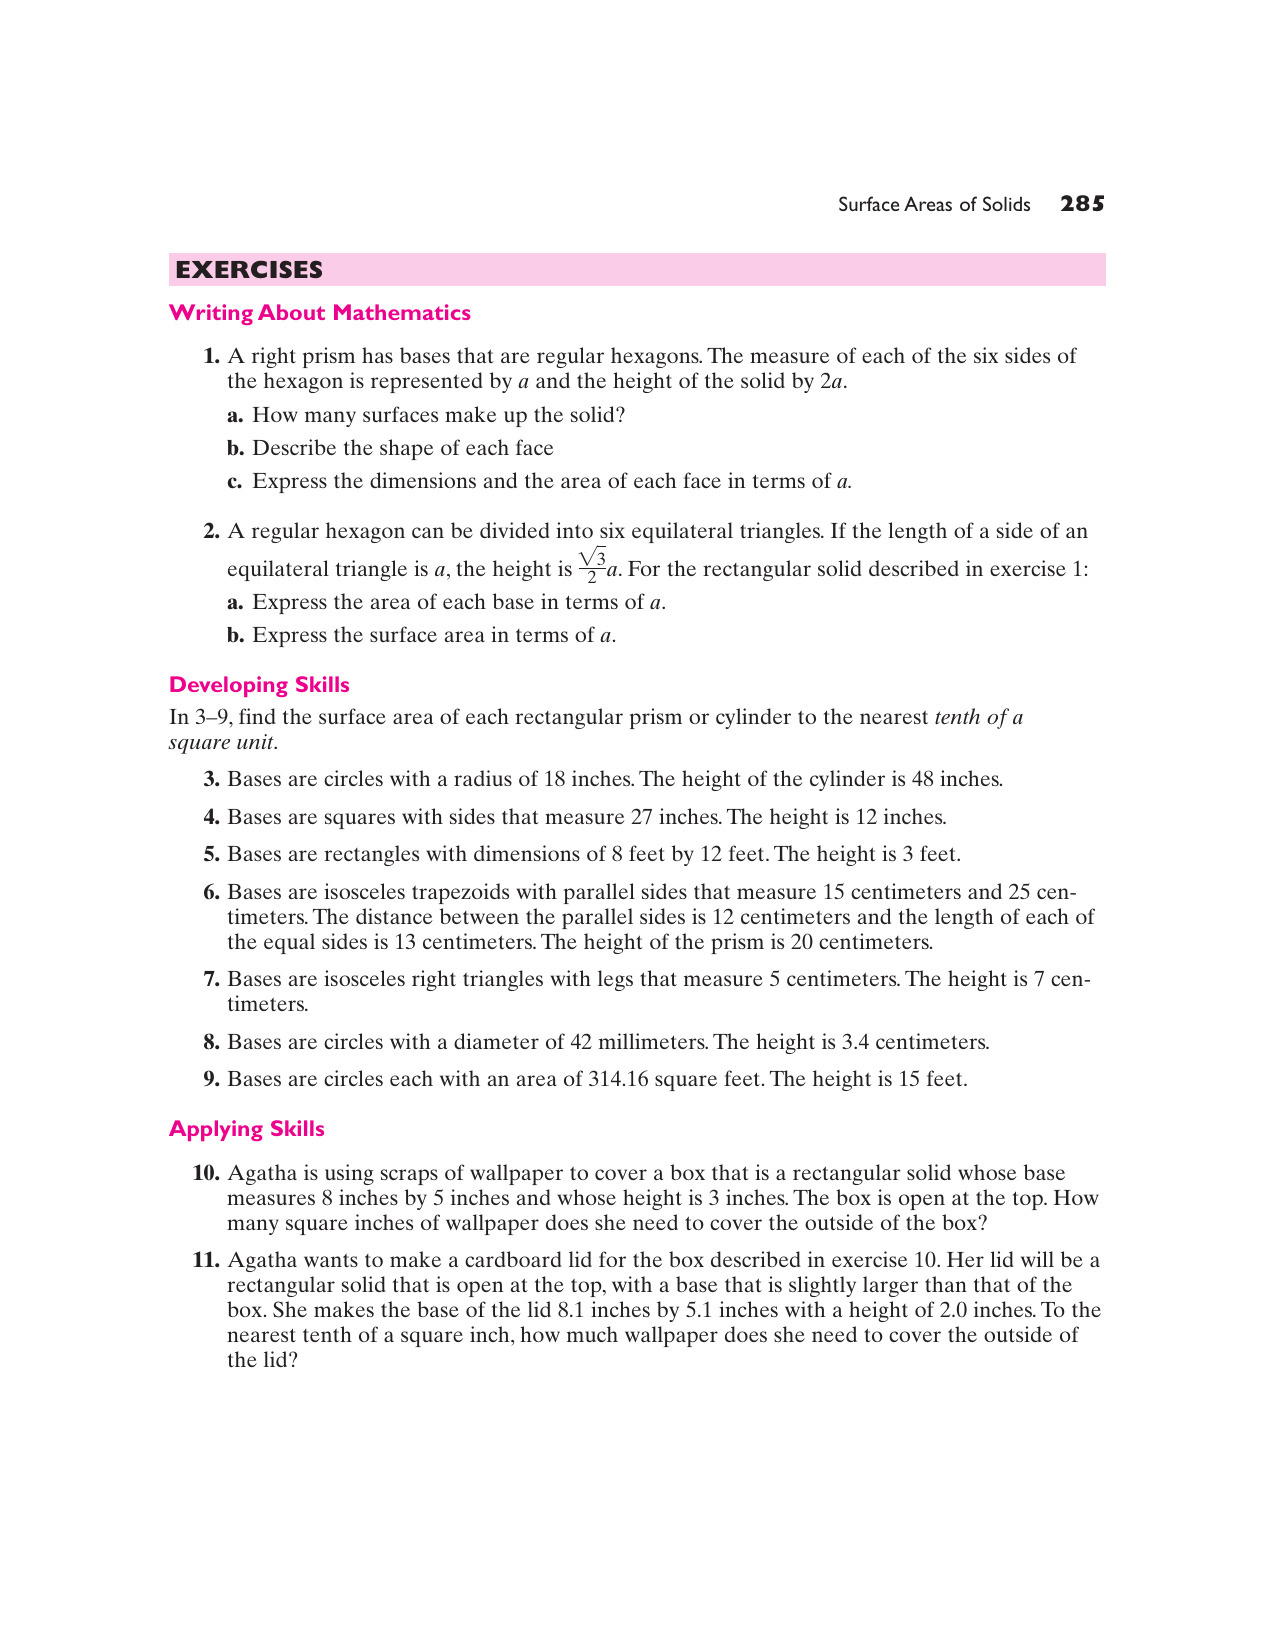 Surface Areas of Solids 285
EXERCISES
Writing About Mathematics
1. A right prism has bases that are regular hexagons. The measure of each of the six sides of
the hexagon is represented by a and the height of the solid by 2a.
a. How many surfaces make up the solid?
b. Describe the shape of each face
c. Express the dimensions and the area of each face in terms of a.
2. A regular hexagon can be divided into six equilateral triangles. If the length of a side of an
equilateral triangle is a, the height is √3/2 a. For the rectangular solid described in exercise 1:
a. Express the area of each base in terms of a.
b. Express the surface area in terms of a.
Developing Skills
In 3–9, find the surface area of each rectangular prism or cylinder to the nearest tenth of a
square unit.
3. Bases are circles with a radius of 18 inches. The height of the cylinder is 48 inches.
4. Bases are squares with sides that measure 27 inches. The height is 12 inches.
5. Bases are rectangles with dimensions of 8 feet by 12 feet. The height is 3 feet.
6. Bases are isosceles trapezoids with parallel sides that measure 15 centimeters and 25 cen-
timeters. The distance between the parallel sides is 12 centimeters and the length of each of
the equal sides is 13 centimeters. The height of the prism is 20 centimeters.
7. Bases are isosceles right triangles with legs that measure 5 centimeters. The height is 7 cen-
timeters.
8. Bases are circles with a diameter of 42 millimeters. The height is 3.4 centimeters.
9. Bases are circles each with an area of 314.16 square feet. The height is 15 feet.
Applying Skills
10. Agatha is using scraps of wallpaper to cover a box that is a rectangular solid whose base
measures 8 inches by 5 inches and whose height is 3 inches. The box is open at the top. How
many square inches of wallpaper does she need to cover the outside of the box?
11. Agatha wants to make a cardboard lid for the box described in exercise 10. Her lid will be a
rectangular solid that is open at the top, with a base that is slightly larger than that of the
box. She makes the base of the lid 8.1 inches by 5.1 inches with a height of 2.0 inches. To the
nearest tenth of a square inch, how much wallpaper does she need to cover the outside of
the lid?